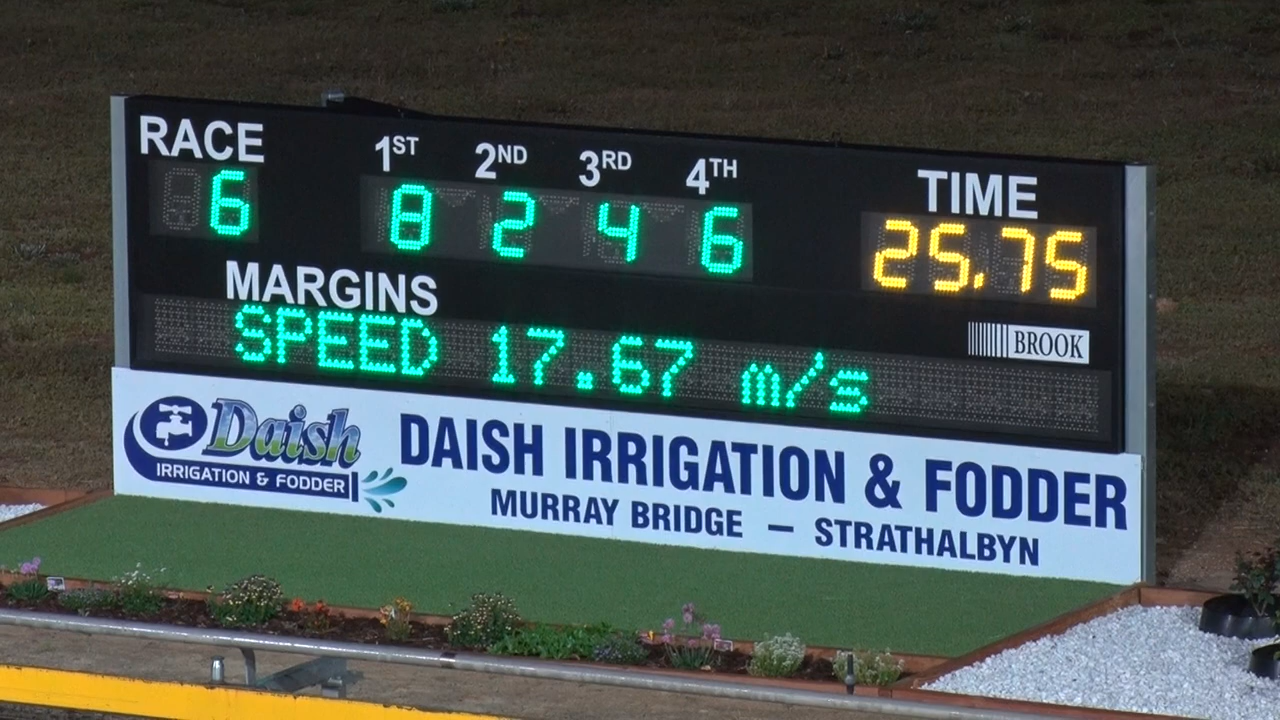 RACE 1ST 2ND 3RD 4TH TIME
6 8 2 4 6 25.75
MARGINS
BROOK
SPEED 17.67 m/s
Daish
IRRIGATION & FODDER
DAISH IRRIGATION & FODDER
MURRAY BRIDGE — STRATHALBYN